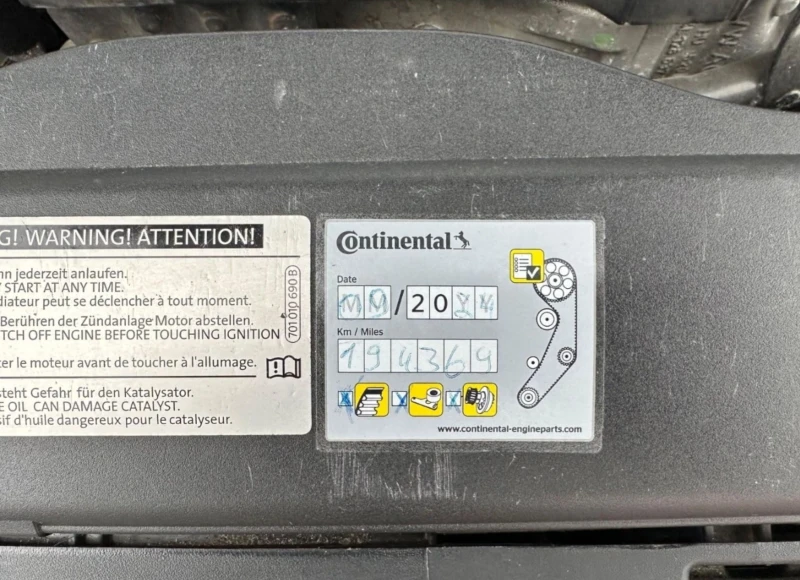 G! WARNING! ATTENTION!
nn jederzeit anlaufen.
START AT ANY TIME.
diateur peut se déclencher à tout moment.
Berühren der Zündanlage Motor abstellen.
TCH OFF ENGINE BEFORE TOUCHING IGNITION
er le moteur avant de toucher à l'allumage.
steht Gefahr für den Katalysator.
E OIL CAN DAMAGE CATALYST.
sif d'huile dangereux pour le catalyseur.
701 010 690 B
Continental
Date
/2024
Km / Miles
194369
www.continental-engineparts.com